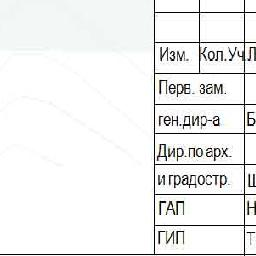 Изм. Кол.Уч.Л
Перв. зам.
ген.дир-а Б
Дир.по арх.
и градостр. Ш
ГАП Н
ГИП Т